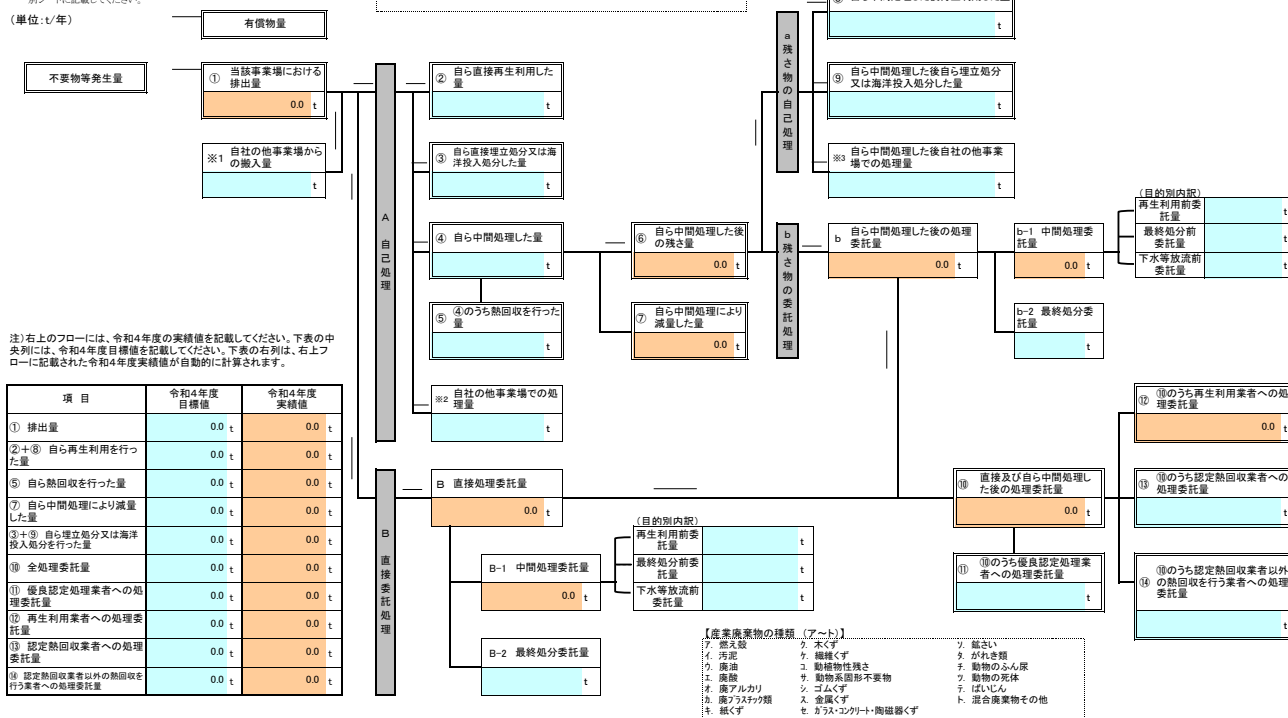 別シートに記載してください。
(単位:t/年)
有償物量
t
不要物等発生量
① 当該事業場における
排出量
0.0 t
※1 自社の他事業場から
の搬入量
t
A
自
己
処
理
② 自ら直接再生利用した
量
t
③ 自ら直接埋立処分又は海
洋投入処分した量
t
④ 自ら中間処理した量
t
⑤ ④のうち熱回収を行った
量
t
※2 自社の他事業場での処
理量
t
⑥ 自ら中間処理した後
の残さ量
0.0 t
⑦ 自ら中間処理により
減量した量
0.0 t
a
残
さ
物
の
自
己
処
理
⑨ 自ら中間処理した後自ら埋立処分
又は海洋投入処分した量
t
※3 自ら中間処理した後自社の他事業
場での処理量
t
b
残
さ
物
の
委
託
処
理
b 自ら中間処理した後の処理
委託量
0.0 t
b-1 中間処理委
託量
0.0 t
(目的別内訳)
再生利用前委
託量
t
最終処分前
委託量
t
下水等放流前
委託量
t
b-2 最終処分委
託量
t
注)右上のフローには、令和4年度の実績値を記載してください。下表の中
央列には、令和4年度目標値を記載してください。下表の右列は、右上フ
ローに記載された令和4年度実績値が自動的に計算されます。
項 目 令和4年度
目標値 令和4年度
実績値
① 排出量 0.0 t 0.0 t
②+⑧ 自ら再生利用を行っ
た量 0.0 t 0.0 t
⑤ 自ら熱回収を行った量 0.0 t 0.0 t
⑦ 自ら中間処理により減量
した量 0.0 t 0.0 t
③+⑨ 自ら埋立処分又は海洋
投入処分を行った量 0.0 t 0.0 t
⑩ 全処理委託量 0.0 t 0.0 t
⑪ 優良認定処理業者への処
理委託量 0.0 t 0.0 t
⑫ 再生利用業者への処理委
託量 0.0 t 0.0 t
⑬ 認定熱回収業者への処理
委託量 0.0 t 0.0 t
⑭ 認定熱回収業者以外の熱回収を
行う業者への処理委託量 0.0 t 0.0 t
B
直
接
委
託
処
理
B 直接処理委託量
0.0 t
B-1 中間処理委託量
0.0 t
(目的別内訳)
再生利用前委
託量
t
最終処分前
委託量
t
下水等放流前
委託量
t
B-2 最終処分委託量
t
⑩ 直接及び自ら中間処理し
た後の処理委託量
0.0 t
⑪ ⑩のうち優良認定処理業
者への処理委託量
t
⑫ ⑩のうち再生利用業者への処
理委託量
0.0 t
⑬ ⑩のうち認定熱回収業者への
処理委託量
t
⑭ ⑩のうち認定熱回収業者以外
の熱回収を行う業者への処理
委託量
t
【産業廃棄物の種類 (ア~ト)】
ア. 燃え殻 ク. 木くず ソ. 鉱さい
イ. 汚泥 ケ. 繊維くず タ. がれき類
ウ. 廃油 コ. 動植物性残さ チ. 動物のふん尿
エ. 廃酸 サ. 動物系固形不要物 ツ. 動物の死体
オ. 廃アルカリ シ. ゴムくず テ. ばいじん
カ. 廃プラスチック類 ス. 金属くず ト. 混合廃棄物その他
キ. 紙くず セ. ガラス・コンクリート・陶磁器くず